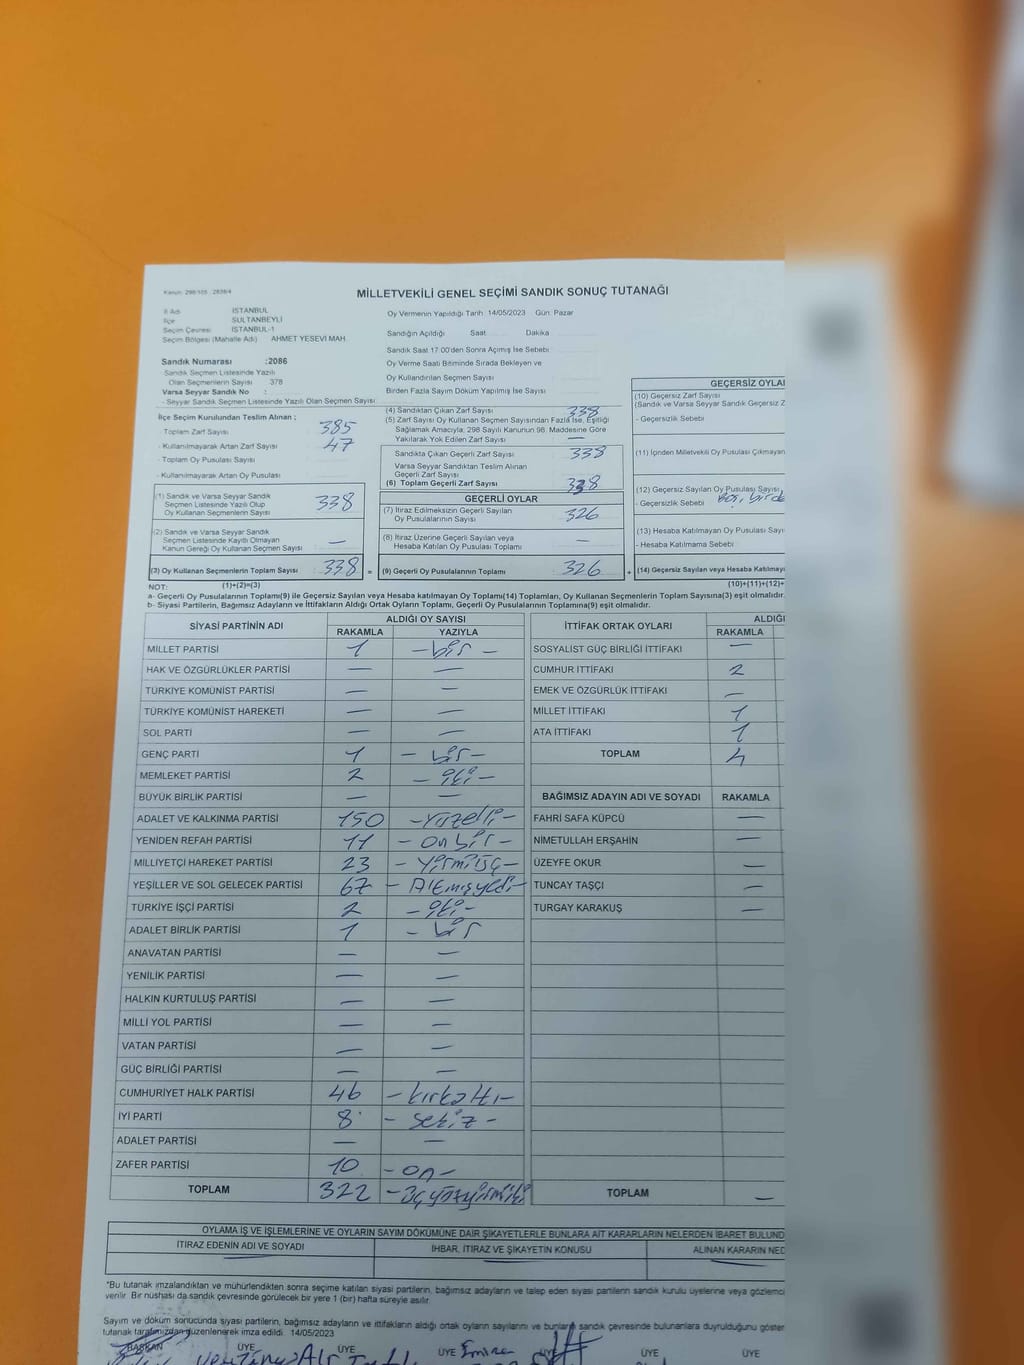 Kanun: 298/105 , 2839/4
MİLLETVEKİLİ GENEL SEÇİMİ SANDIK SONUÇ TUTANAĞI
İl Adı İSTANBUL
İlçe SULTANBEYLİ
Seçim Çevresi İSTANBUL-1
Seçim Bölgesi (Mahalle Adı) AHMET YESEVİ MAH.
Oy Vermenin Yapıldığı Tarih 14/05/2023 Gün: Pazar
Sandığın Açıldığı Saat Dakika
Sandık Saat 17:00'den Sonra Açılmış İse Sebebi
Oy Verme Saati Bitiminde Sırada Bekleyen ve
Oy Kullandırılan Seçmen Sayısı
Birden Fazla Sayım Döküm Yapılmış İse Sayısı
Sandık Numarası :2086
Sandık Seçmen Listesinde Yazılı
Olan Seçmenlerin Sayısı 378
Varsa Seyyar Sandık No :
- Seyyar Sandık Seçmen Listesinde Yazılı Olan Seçmen Sayısı
İlçe Seçim Kurulundan Teslim Alınan ;
- Toplam Zarf Sayısı 385
- Kullanılmayarak Artan Zarf Sayısı 47
- Toplam Oy Pusulası Sayısı
- Kullanılmayarak Artan Oy Pusulası
(1) Sandık ve Varsa Seyyar Sandık
Seçmen Listesinde Yazılı Olup
Oy Kullanan Seçmenlerin Sayısı 338
(2) Sandık ve Varsa Seyyar Sandık
Seçmen Listesinde Kayıtlı Olmayan
Kanun Gereği Oy Kullanan Seçmen Sayısı —
(3) Oy Kullanan Seçmenlerin Toplam Sayısı 338 =
(1)+(2)=(3)
(4) Sandıktan Çıkan Zarf Sayısı 338
(5) Zarf Sayısı Oy Kullanan Seçmen Sayısından Fazla İse, Eşitliği
Sağlamak Amacıyla; 298 Sayılı Kanunun 98. Maddesine Göre
Yakılarak Yok Edilen Zarf Sayısı —
Sandıkta Çıkan Geçerli Zarf Sayısı 338
Varsa Seyyar Sandıktan Teslim Alınan
Geçerli Zarf Sayısı
(6) Toplam Geçerli Zarf Sayısı 338
GEÇERLİ OYLAR
(7) İtiraz Edilmeksizin Geçerli Sayılan
Oy Pusulalarının Sayısı 326
(8) İtiraz Üzerine Geçerli Sayılan veya
Hesaba Katılan Oy Pusulası Toplamı —
(9) Geçerli Oy Pusulalarının Toplamı 326 +
GEÇERSİZ OYLA
(10) Geçersiz Zarf Sayısı
(Sandık ve Varsa Seyyar Sandık Geçersiz Z
- Geçersizlik Sebebi
(11) İçinden Milletvekili Oy Pusulası Çıkmayan
(12) Geçersiz Sayılan Oy Pusulası Sayısı
- Geçersizlik Sebebi Boş, birde
(13) Hesaba Katılmayan Oy Pusulası Sayı
- Hesaba Katılmama Sebebi
(14) Geçersiz Sayılan veya Hesaba Katılmay
(10)+(11)+(12)+
NOT:
a- Geçerli Oy Pusulalarının Toplamı(9) ile Geçersiz Sayılan veya Hesaba katılmayan Oy Toplamı(14) Toplamları, Oy Kullanan Seçmenlerin Toplam Sayısına(3) eşit olmalıdır.
b- Siyasi Partilerin, Bağımsız Adayların ve İttifakların Aldığı Ortak Oyların Toplamı, Geçerli Oy Pusulalarının Toplamına(9) eşit olmalıdır.
SİYASİ PARTİNİN ADI ALDIĞI OY SAYISI
RAKAMLA YAZIYLA
MİLLET PARTİSİ 1 — bir —
HAK VE ÖZGÜRLÜKLER PARTİSİ — —
TÜRKİYE KOMÜNİST PARTİSİ — —
TÜRKİYE KOMÜNİST HAREKETİ — —
SOL PARTİ — —
GENÇ PARTİ 1 — bir —
MEMLEKET PARTİSİ 2 — iki —
BÜYÜK BİRLİK PARTİSİ — —
ADALET VE KALKINMA PARTİSİ 150 — Yüzelli —
YENİDEN REFAH PARTİSİ 11 — Onbir —
MİLLİYETÇİ HAREKET PARTİSİ 23 — Yirmiüç —
YEŞİLLER VE SOL GELECEK PARTİSİ 67 — Altmışyedi —
TÜRKİYE İŞÇİ PARTİSİ 2 — iki —
ADALET BİRLİK PARTİSİ 1 — bir
ANAVATAN PARTİSİ — —
YENİLİK PARTİSİ — —
HALKIN KURTULUŞ PARTİSİ — —
MİLLİ YOL PARTİSİ — —
VATAN PARTİSİ — —
GÜÇ BİRLİĞİ PARTİSİ — —
CUMHURİYET HALK PARTİSİ 46 — kırkaltı —
İYİ PARTİ 8 — sekiz —
ADALET PARTİSİ — —
ZAFER PARTİSİ 10 — on —
TOPLAM 322 — üçyüzyirmiiki
İTTİFAK ORTAK OYLARI ALDIĞI
RAKAMLA
SOSYALİST GÜÇ BİRLİĞİ İTTİFAKI —
CUMHUR İTTİFAKI 2
EMEK VE ÖZGÜRLÜK İTTİFAKI —
MİLLET İTTİFAKI 1
ATA İTTİFAKI 1
TOPLAM 4
BAĞIMSIZ ADAYIN ADI VE SOYADI RAKAMLA
FAHRİ SAFA KÜPCÜ —
NİMETULLAH ERŞAHİN —
ÜZEYFE OKUR —
TUNCAY TAŞÇI —
TURGAY KARAKUŞ —
TOPLAM —
OYLAMA İŞ VE İŞLEMLERİNE VE OYLARIN SAYIM DÖKÜMÜNE DAİR ŞİKAYETLERLE BUNLARA AİT KARARLARIN NELERDEN İBARET BULUND
İTİRAZ EDENİN ADI VE SOYADI İHBAR, İTİRAZ VE ŞİKAYETİN KONUSU ALINAN KARARIN NED
*Bu tutanak imzalandıktan ve mühürlendikten sonra seçime katılan siyasi partilerin, bağımsız adayların ve talep eden siyasi partilerin sandık kurulu üyelerine veya gözlemci
verilir. Bir nüshası da sandık çevresinde görülecek bir yere 1 (bir) hafta süreyle asılır.
Sayım ve döküm sonucunda siyasi partilerin, bağımsız adayların ve ittifakların aldığı ortak oyların sayılarını ve bunların sandık çevresinde bulunanlara duyrulduğunu göster
tutanak tarafımızdan düzenlenerek imza edildi. 14/05/2023
BAŞKAN ÜYE ÜYE ÜYE ÜYE ÜYE ÜYE